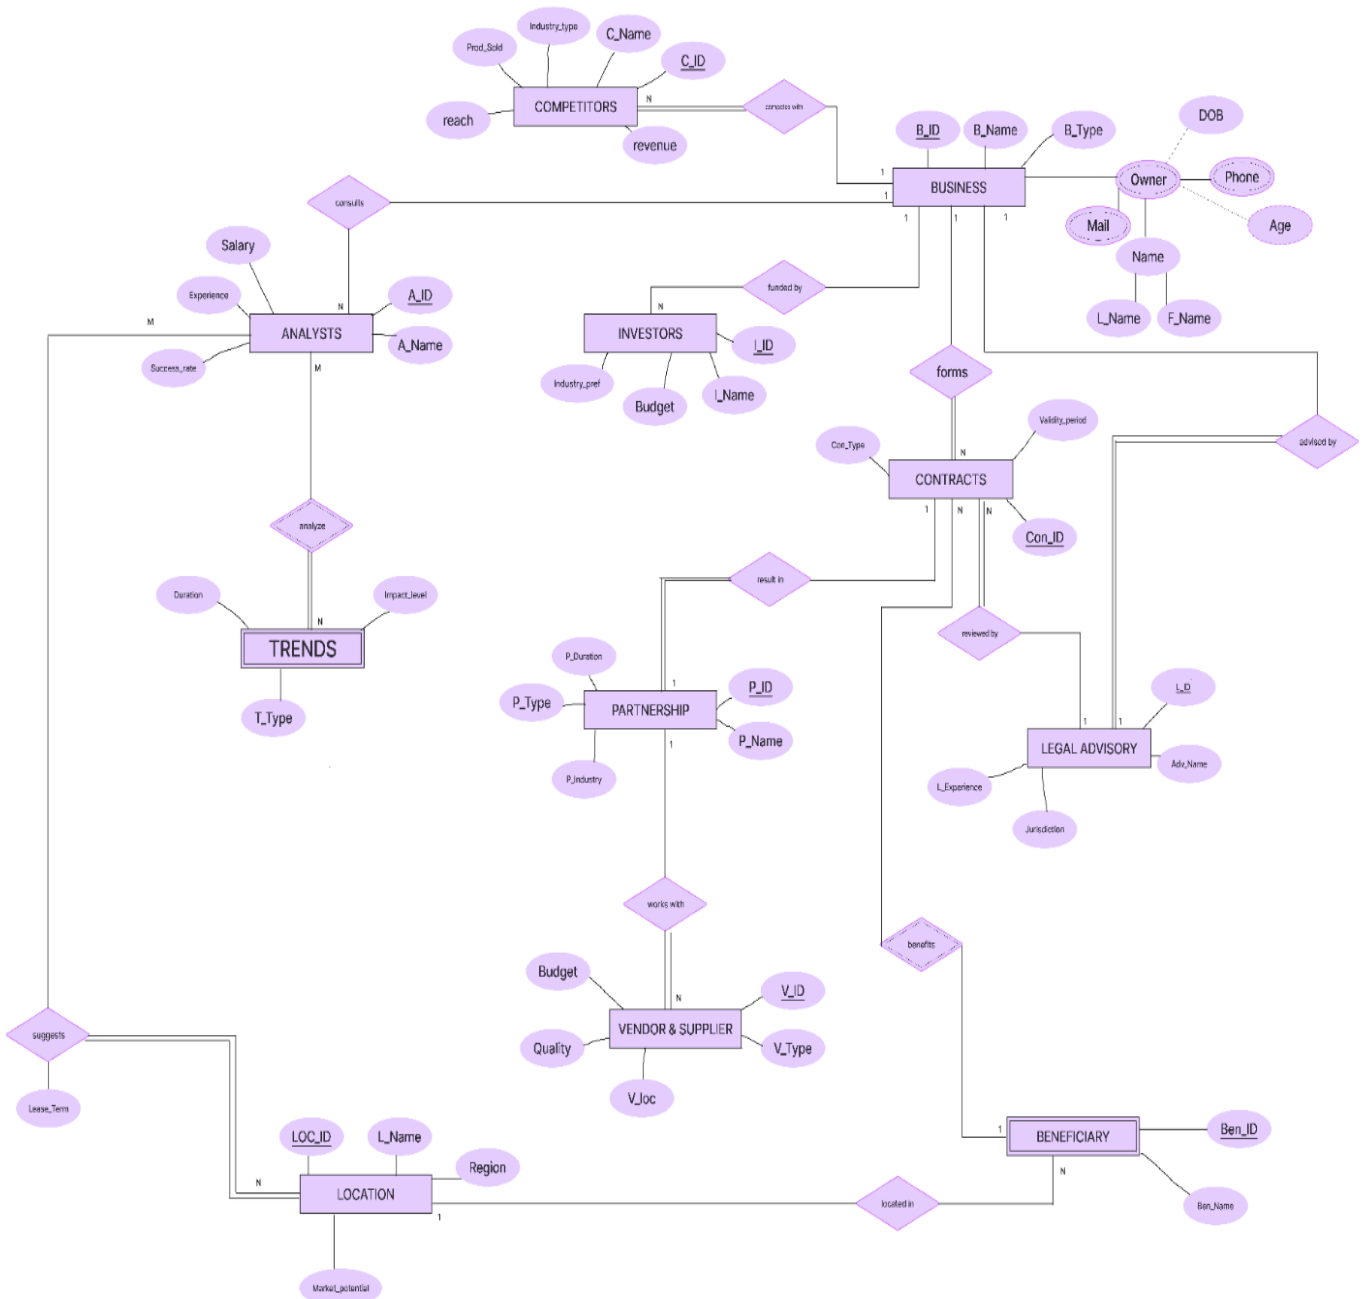 Industry_type
C_Name
Prod_Sold
C_ID
COMPETITORS
N
competes with
reach
revenue
B_ID
B_Name
B_Type
DOB
1
BUSINESS
Owner
Phone
consults
1
1
1
1
Mail
Age
Salary
Name
funded by
Experience
A_ID
N
N
L_Name
F_Name
M
ANALYSTS
INVESTORS
I_ID
A_Name
Success_rate
M
forms
Industry_pref
I_Name
Budget
Validity_period
Con_Type
advised by
N
CONTRACTS
1
N
N
analyze
Con_ID
result in
Duration
Impact_level
N
reviewed by
TRENDS
P_Duration
1
P_ID
L_ID
P_Type
PARTNERSHIP
T_Type
1
1
P_Name
1
LEGAL ADVISORY
Adv_Name
P_Industry
L_Experience
Jurisdiction
works with
benefits
Budget
V_ID
N
VENDOR & SUPPLIER
suggests
Quality
V_Type
V_loc
Lease_Term
1
BENEFICIARY
Ben_ID
LOC_ID
L_Name
Region
N
N
LOCATION
located in
Ben_Name
1
Market_potential